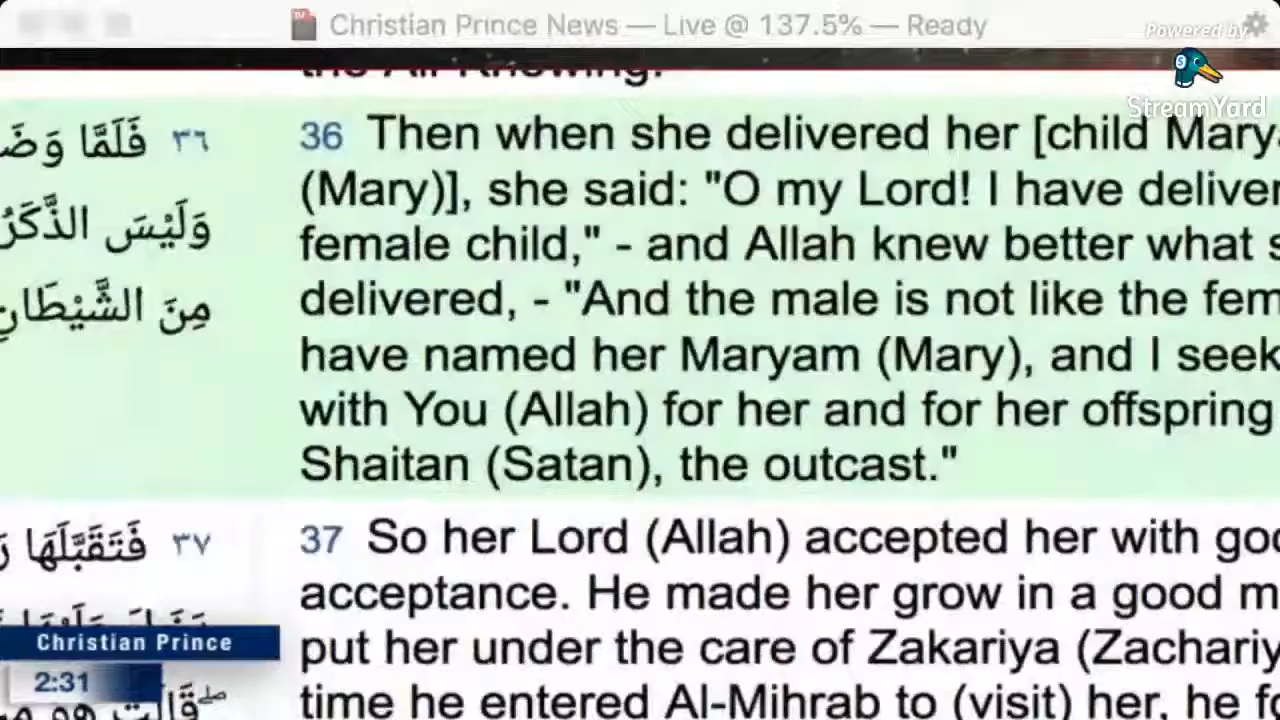 Christian Prince News — Live @ 137.5% — Ready
Powered by
StreamYard
the All-Knowing.
٣٦ فَلَمَّا وَضَ
وَلَيْسَ الذَّكَرُ
مِنَ الشَّيْطَانِ
36 Then when she delivered her [child Mary
(Mary)], she said: "O my Lord! I have deliver
female child," - and Allah knew better what s
delivered, - "And the male is not like the fem
have named her Maryam (Mary), and I seek
with You (Allah) for her and for her offspring
Shaitan (Satan), the outcast."
٣٧ فَتَقَبَّلَهَا
37 So her Lord (Allah) accepted her with goo
acceptance. He made her grow in a good m
put her under the care of Zakariya (Zachariy
time he entered Al-Mihrab to (visit) her, he fo
Christian Prince
2:31